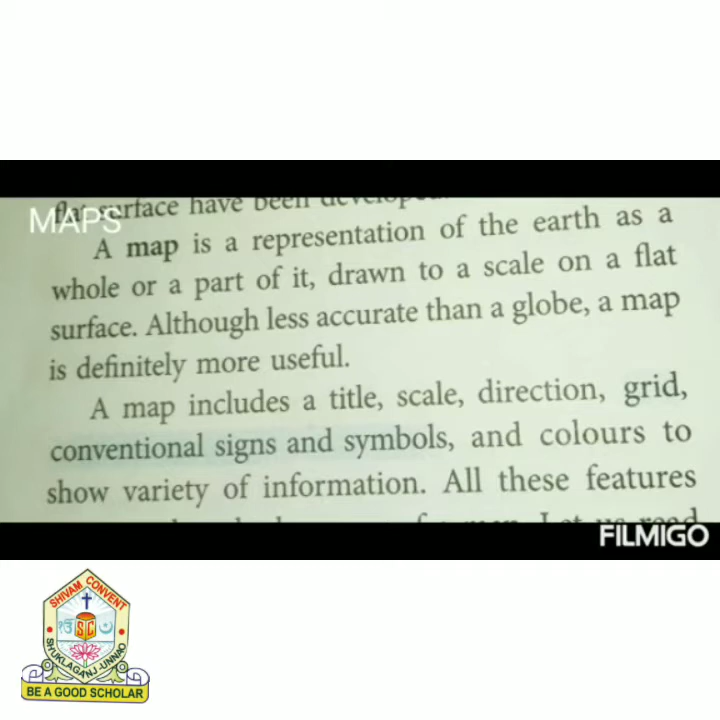 flat surface have been
MAPS
A map is a representation of the earth as a
whole or a part of it, drawn to a scale on a flat
surface. Although less accurate than a globe, a map
is definitely more useful.
A map includes a title, scale, direction, grid,
conventional signs and symbols, and colours to
show variety of information. All these features
Let us read
FILMIGO
SHIVAM CONVENT
SC
SHUKLAGANJ-UNNAO
BE A GOOD SCHOLAR